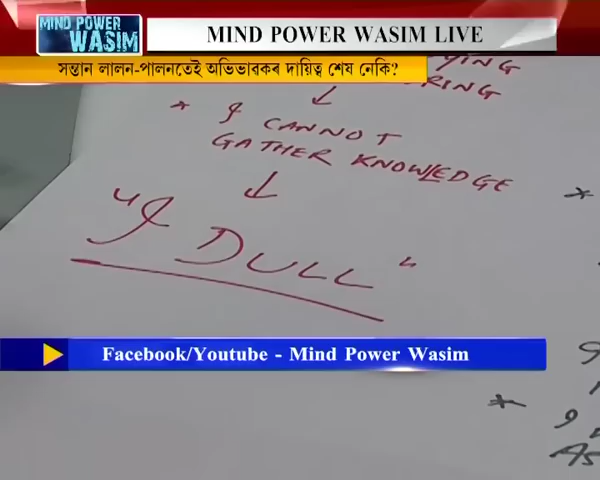 MIND POWER
WASIM
MIND POWER WASIM LIVE
সন্তান লালন-পালনতেই অভিভাৱকৰ দায়িত্ব শেষ নেকি?
↓
* I CANNOT
GATHER KNOWLEDGE
↓
"I DULL"
*
Facebook/Youtube - Mind Power Wasim
*